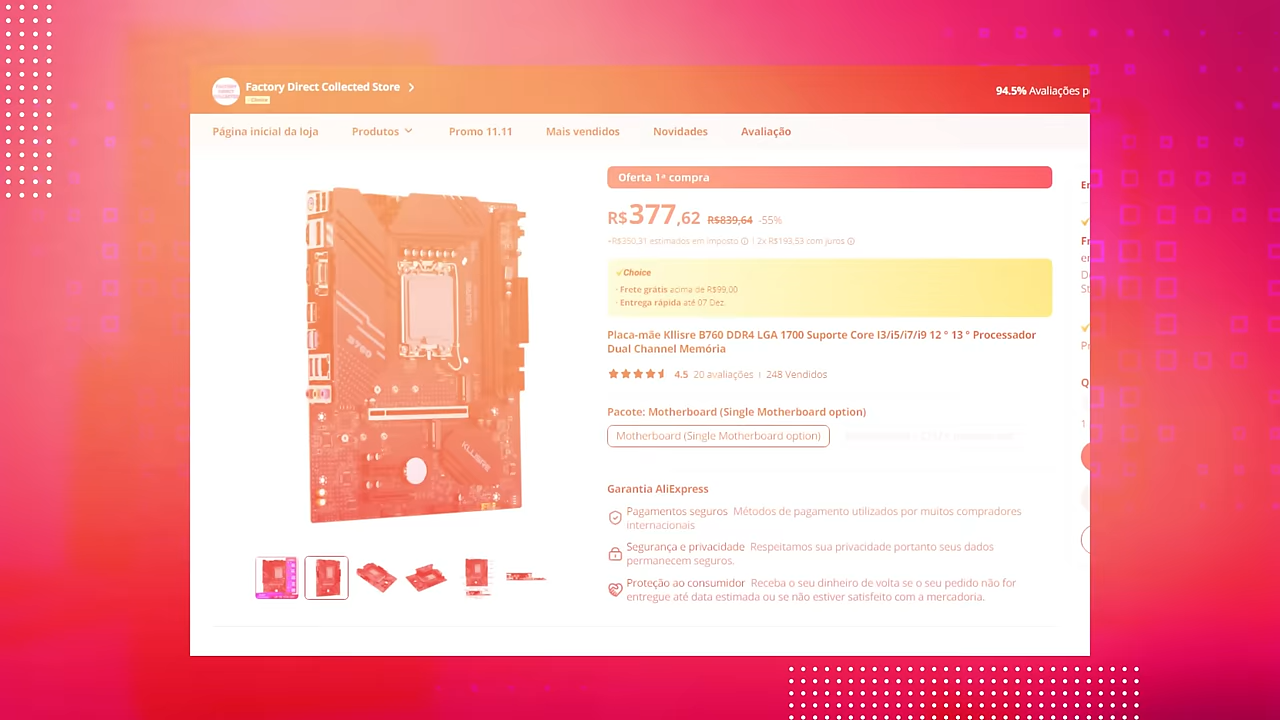 Factory Direct Collected Store
Choice
94.5% Avaliações
Página inicial da loja Produtos Promo 11.11 Mais vendidos Novidades Avaliação
Oferta 1ª compra
R$377,62 R$839,64 -55%
+R$350,31 estimados em imposto | 2x R$193,53 com juros
Choice
· Frete grátis acima de R$99,00
· Entrega rápida até 07 Dez
Placa-mãe Kllisre B760 DDR4 LGA 1700 Suporte Core I3/i5/i7/i9 12 ° 13 ° Processador
Dual Channel Memória
4.5 20 avaliações | 248 Vendidos
Pacote: Motherboard (Single Motherboard option)
Motherboard (Single Motherboard option)
Garantia AliExpress
Pagamentos seguros Métodos de pagamento utilizados por muitos compradores
internacionais
Segurança e privacidade Respeitamos sua privacidade portanto seus dados
permanecem seguros.
Proteção ao consumidor Receba o seu dinheiro de volta se o seu pedido não for
entregue até data estimada ou se não estiver satisfeito com a mercadoria.
B760
KLLISRE
KLLISRE